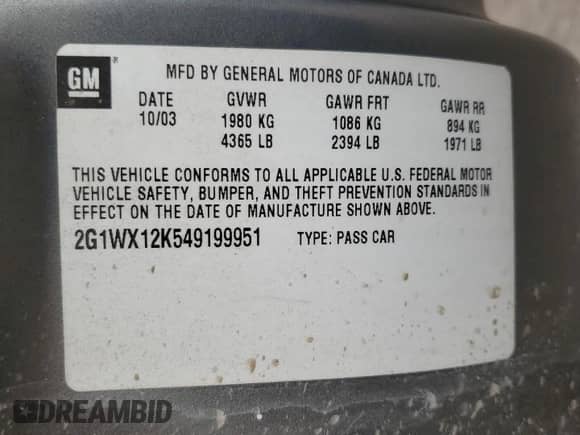 GM
MFD BY GENERAL MOTORS OF CANADA LTD.
DATE GVWR GAWR FRT GAWR RR
10/03 1980 KG 1086 KG 894 KG
4365 LB 2394 LB 1971 LB
THIS VEHICLE CONFORMS TO ALL APPLICABLE U.S. FEDERAL MOTOR
VEHICLE SAFETY, BUMPER, AND THEFT PREVENTION STANDARDS IN
EFFECT ON THE DATE OF MANUFACTURE SHOWN ABOVE.
2G1WX12K549199951 TYPE: PASS CAR
DREAMBID